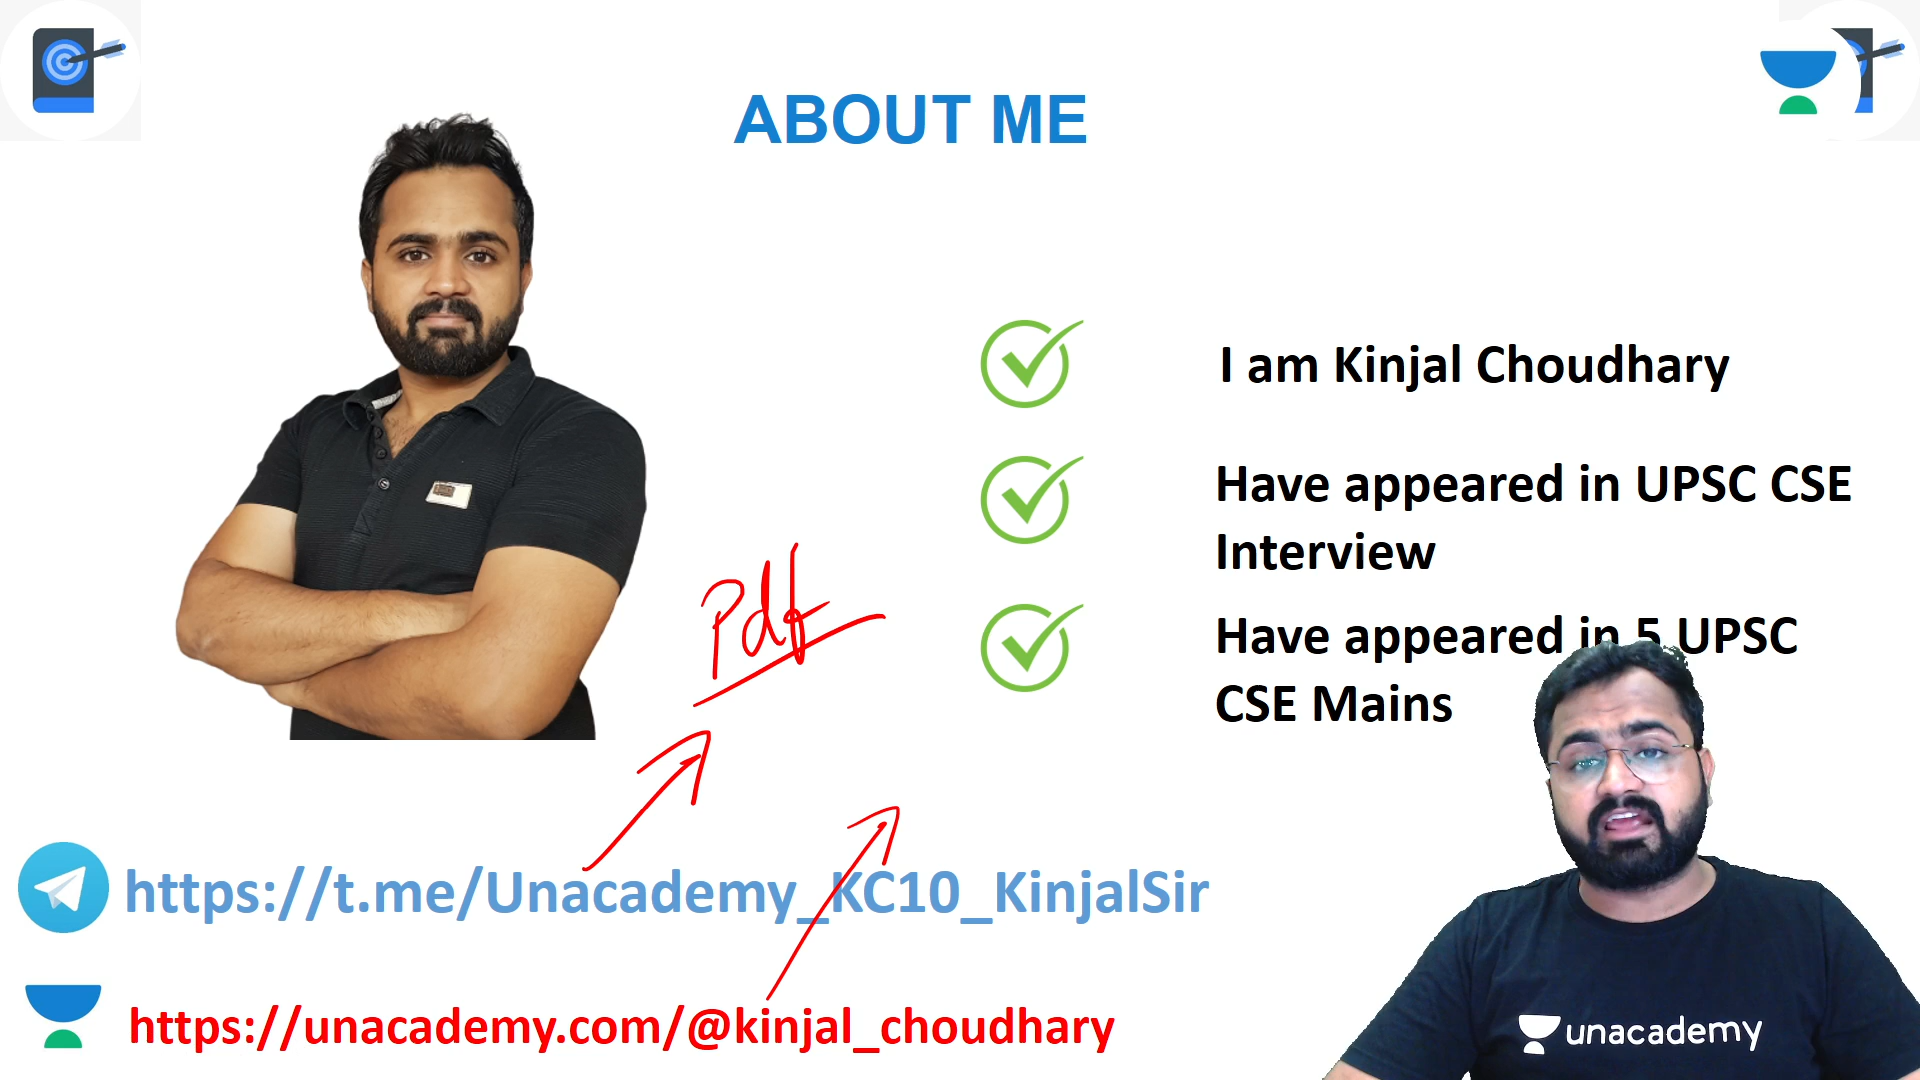 ABOUT ME
I am Kinjal Choudhary
Have appeared in UPSC CSE
Interview
Have appeared in 5 UPSC
CSE Mains
Pdf
https://t.me/Unacademy_KC10_KinjalSir
https://unacademy.com/@kinjal_choudhary
unacademy